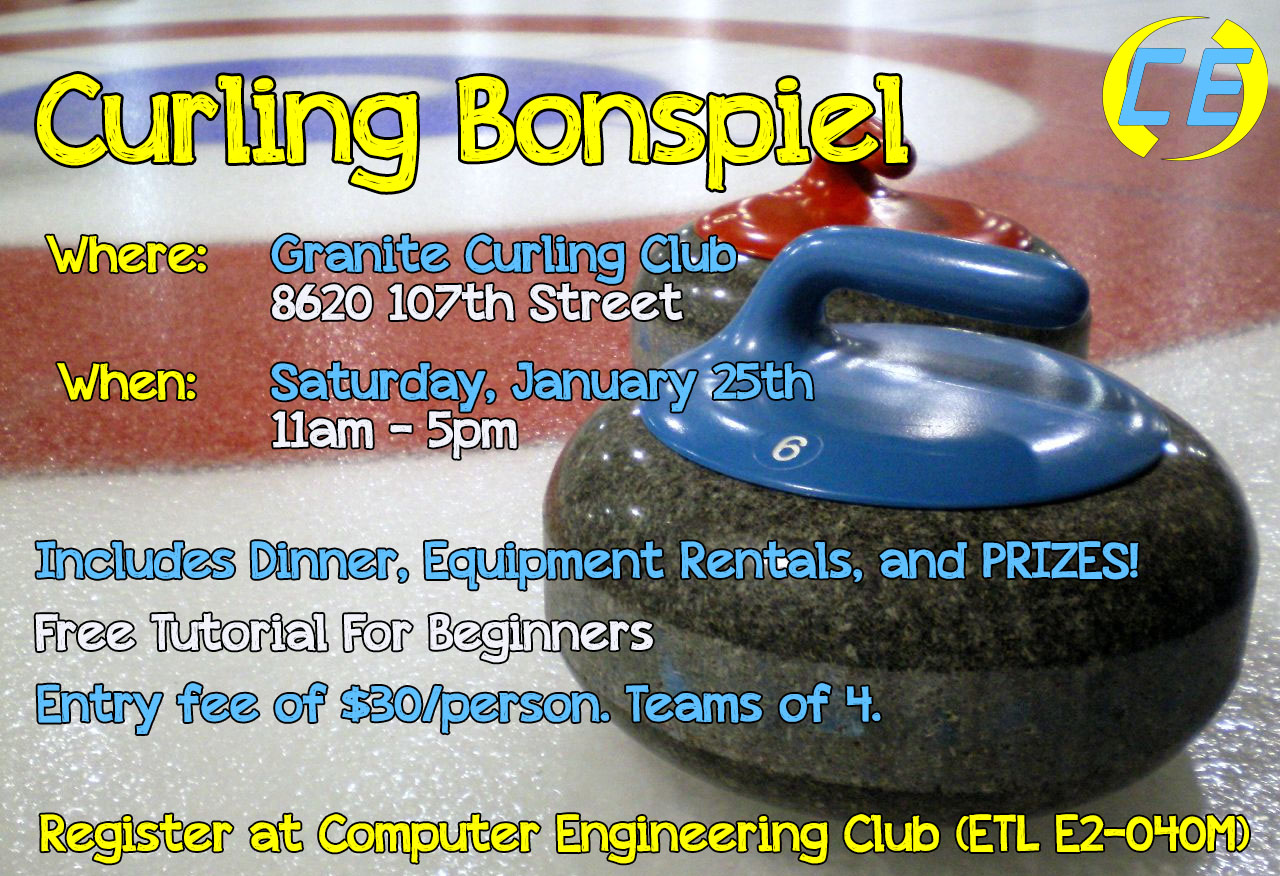 CE
Curling Bonspiel
Where: Granite Curling Club
8620 107th Street
When: Saturday, January 25th
11am - 5pm
6
Includes Dinner, Equipment Rentals, and PRIZES!
Free Tutorial For Beginners
Entry fee of $30/person. Teams of 4.
Register at Computer Engineering Club (ETL E2-040M)